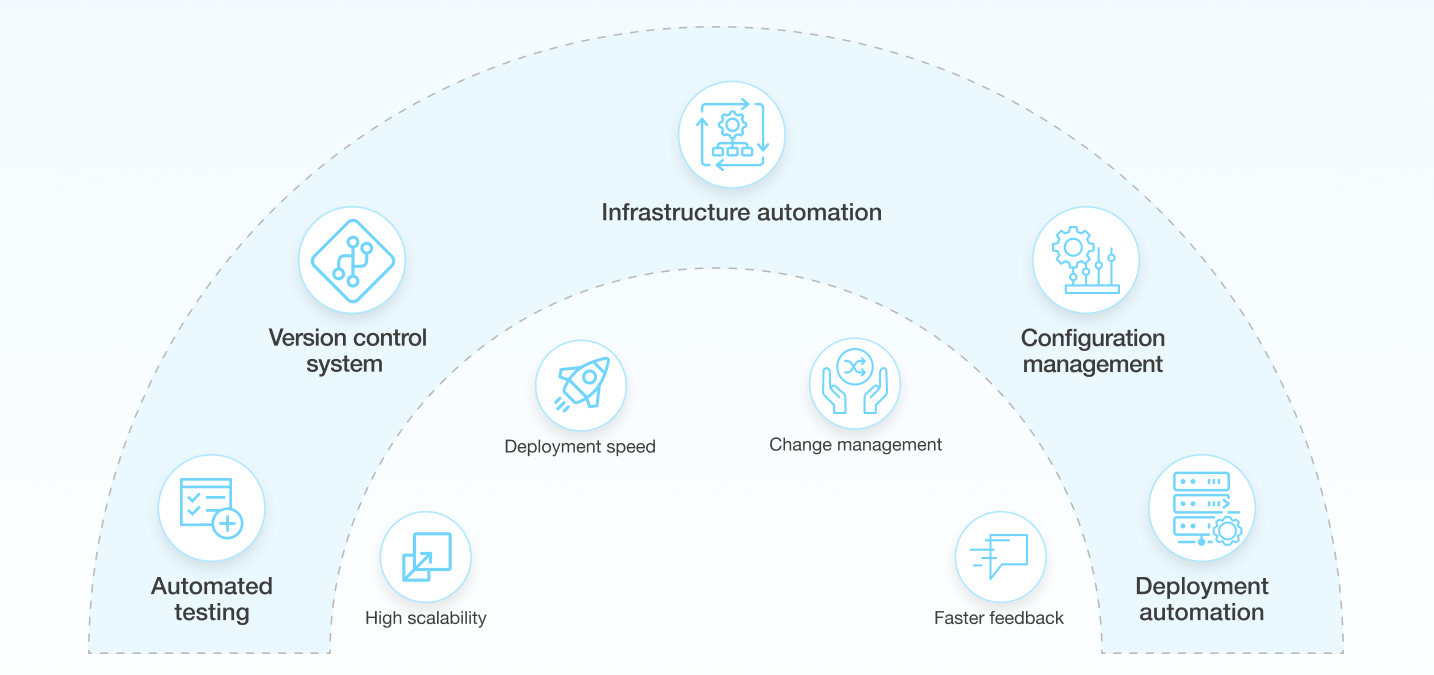 Infrastructure automation
Version control
system
Configuration
management
Deployment speed
Change management
Automated
testing
High scalability
Faster feedback
Deployment
automation